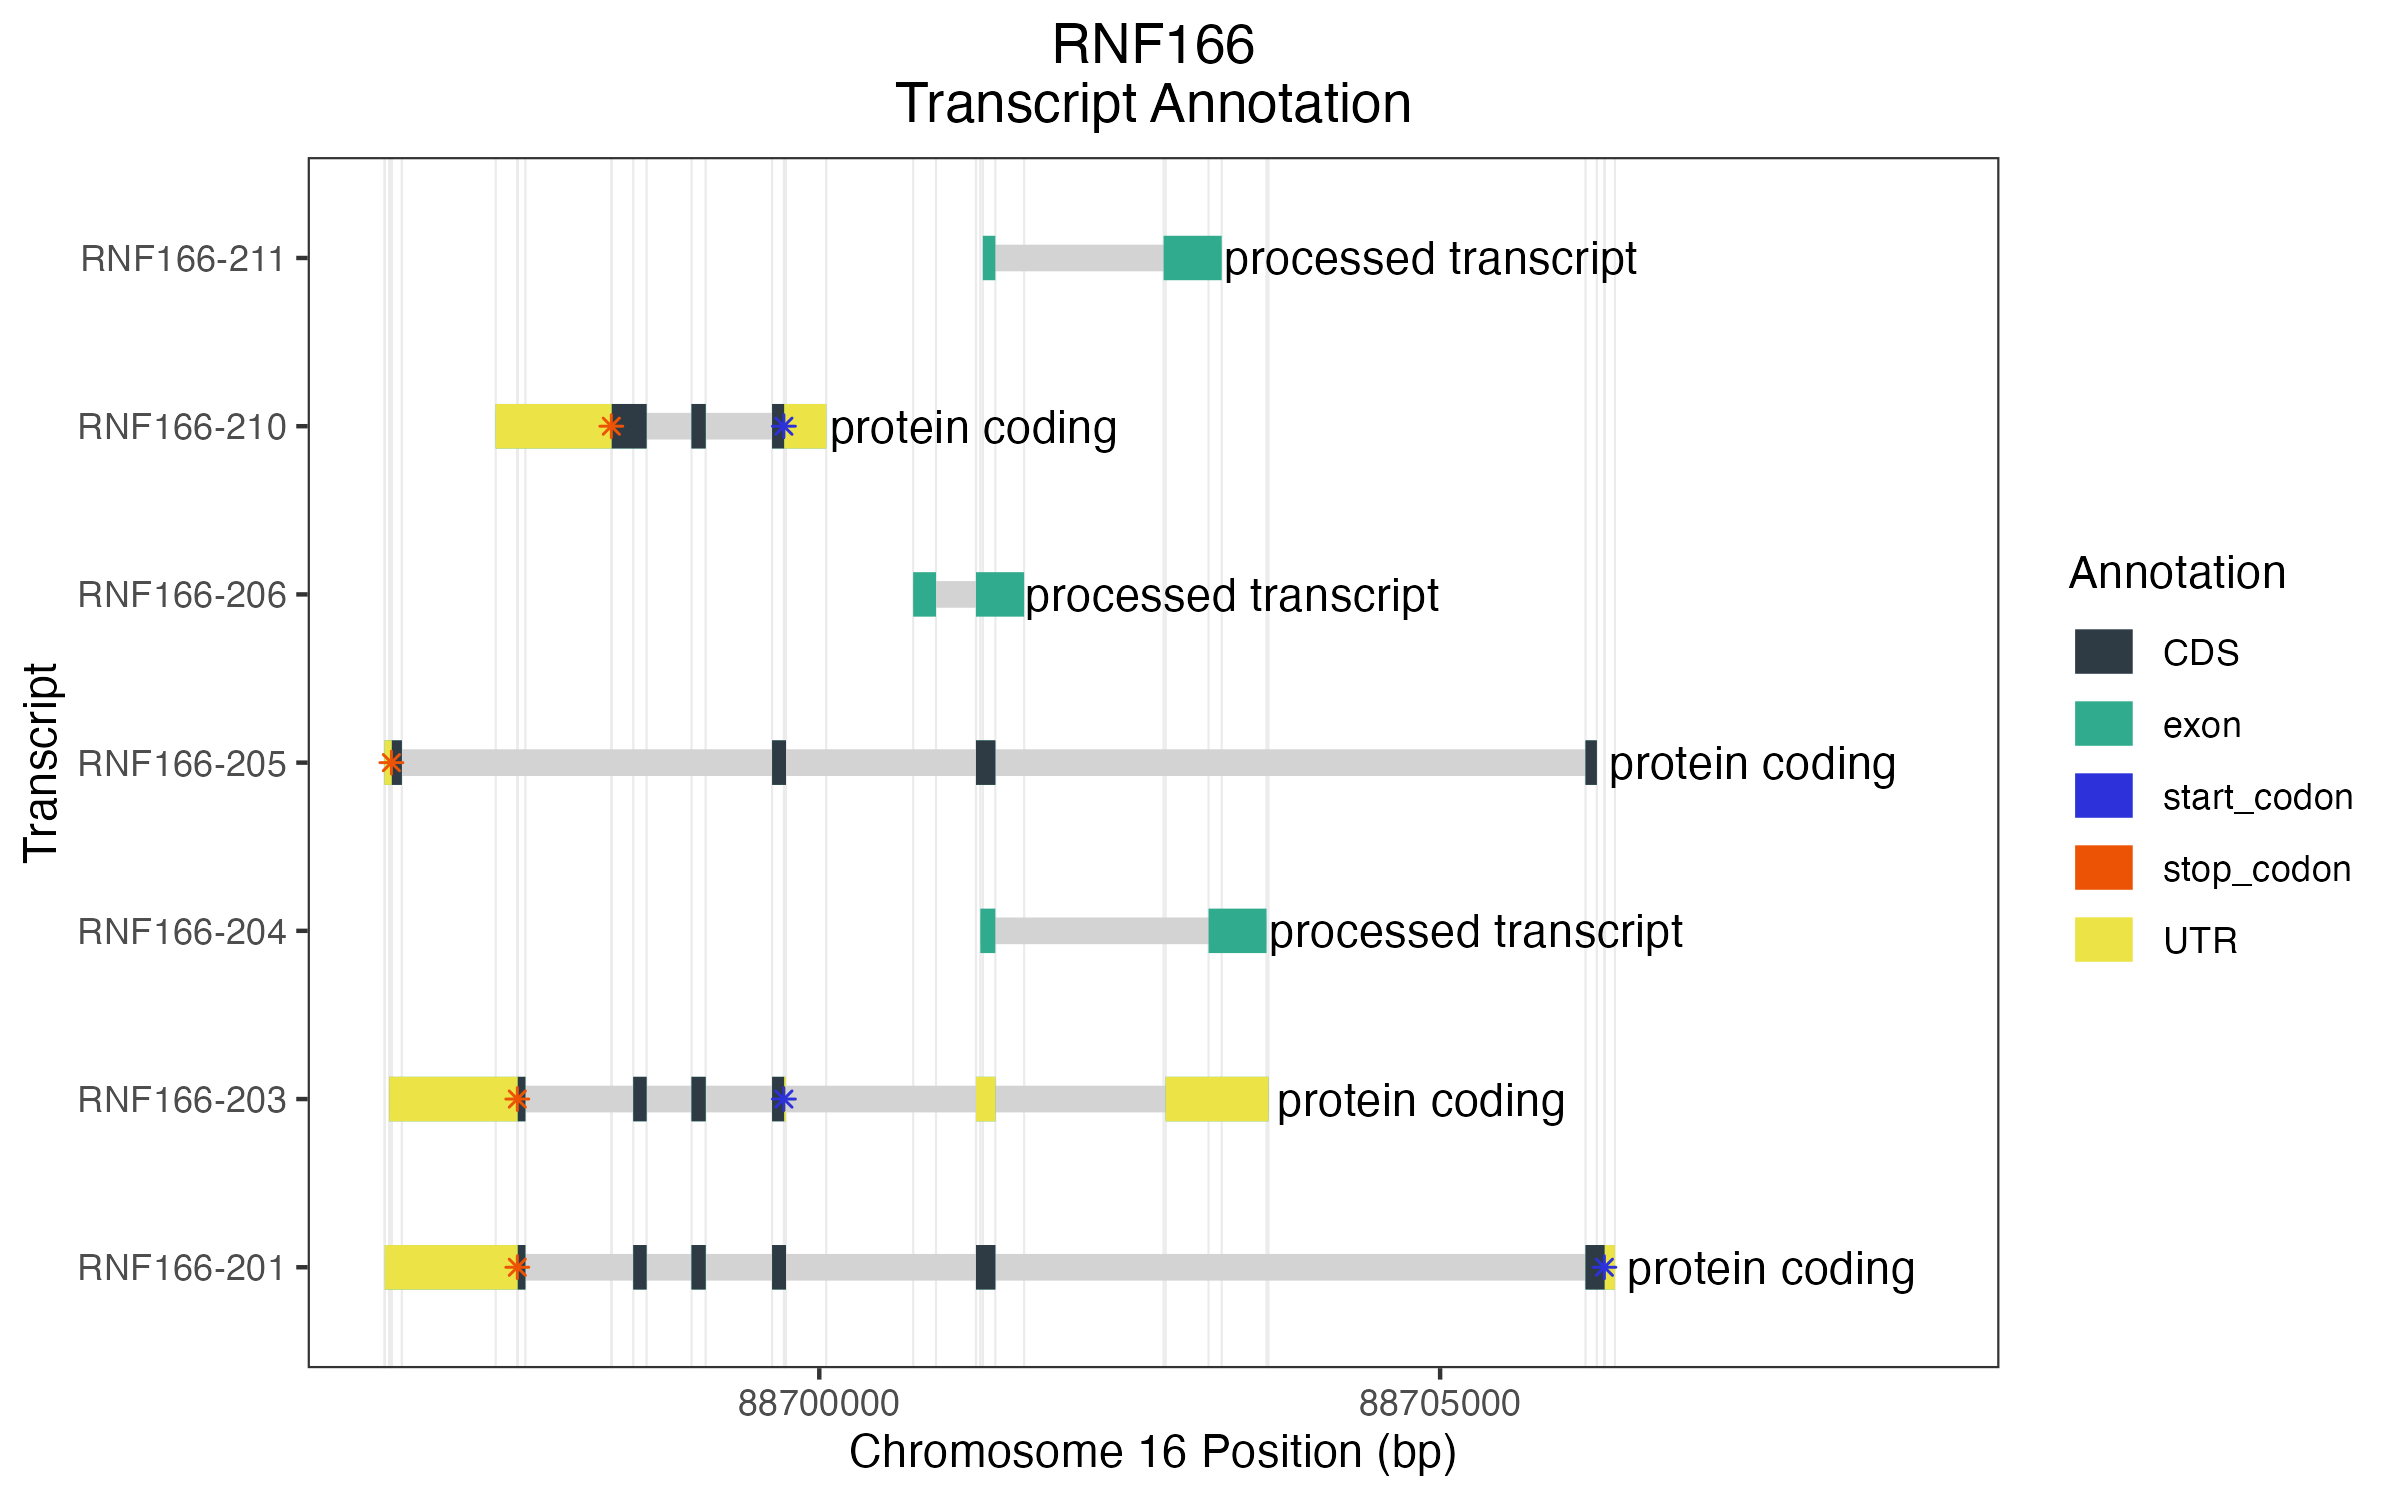 RNF166
Transcript Annotation
RNF166-211
processed transcript
RNF166-210
protein coding
RNF166-206
processed transcript
RNF166-205
protein coding
RNF166-204
processed transcript
RNF166-203
protein coding
RNF166-201
protein coding
Transcript
88700000
88705000
Chromosome 16 Position (bp)
Annotation
CDS
exon
start_codon
stop_codon
UTR